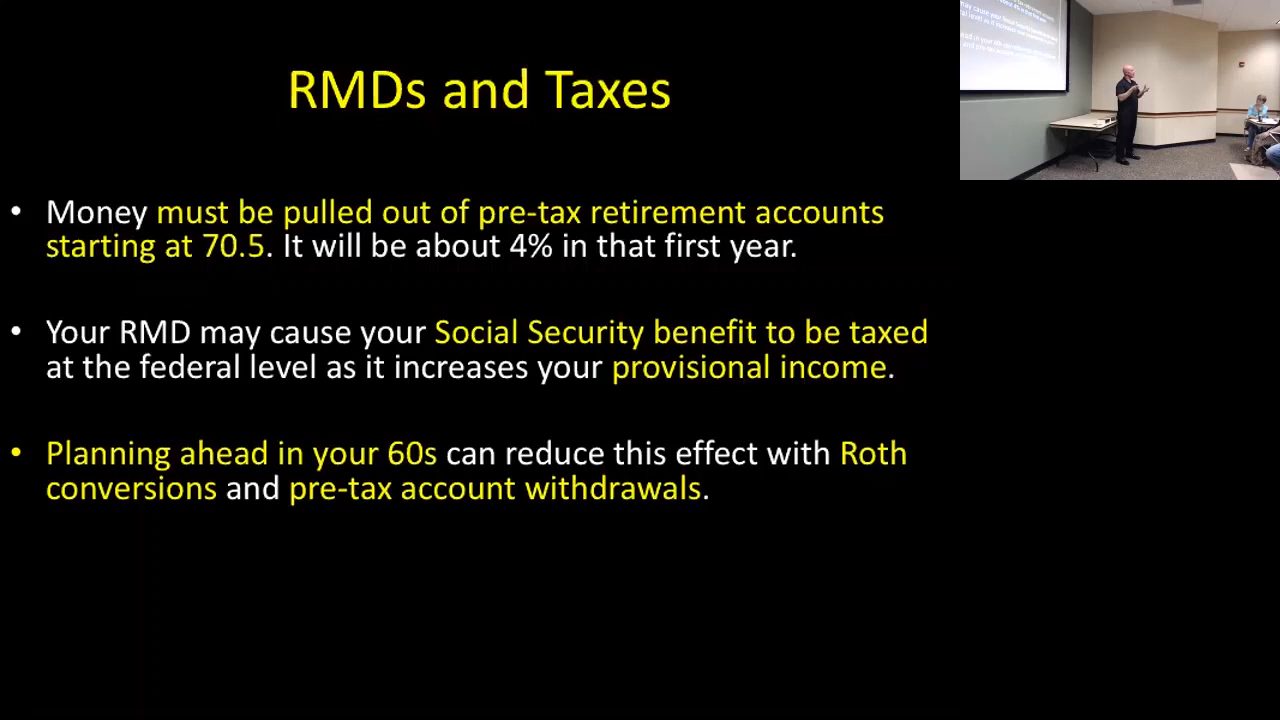 RMDs and Taxes
• Money must be pulled out of pre-tax retirement accounts
starting at 70.5. It will be about 4% in that first year.
• Your RMD may cause your Social Security benefit to be taxed
at the federal level as it increases your provisional income.
• Planning ahead in your 60s can reduce this effect with Roth
conversions and pre-tax account withdrawals.